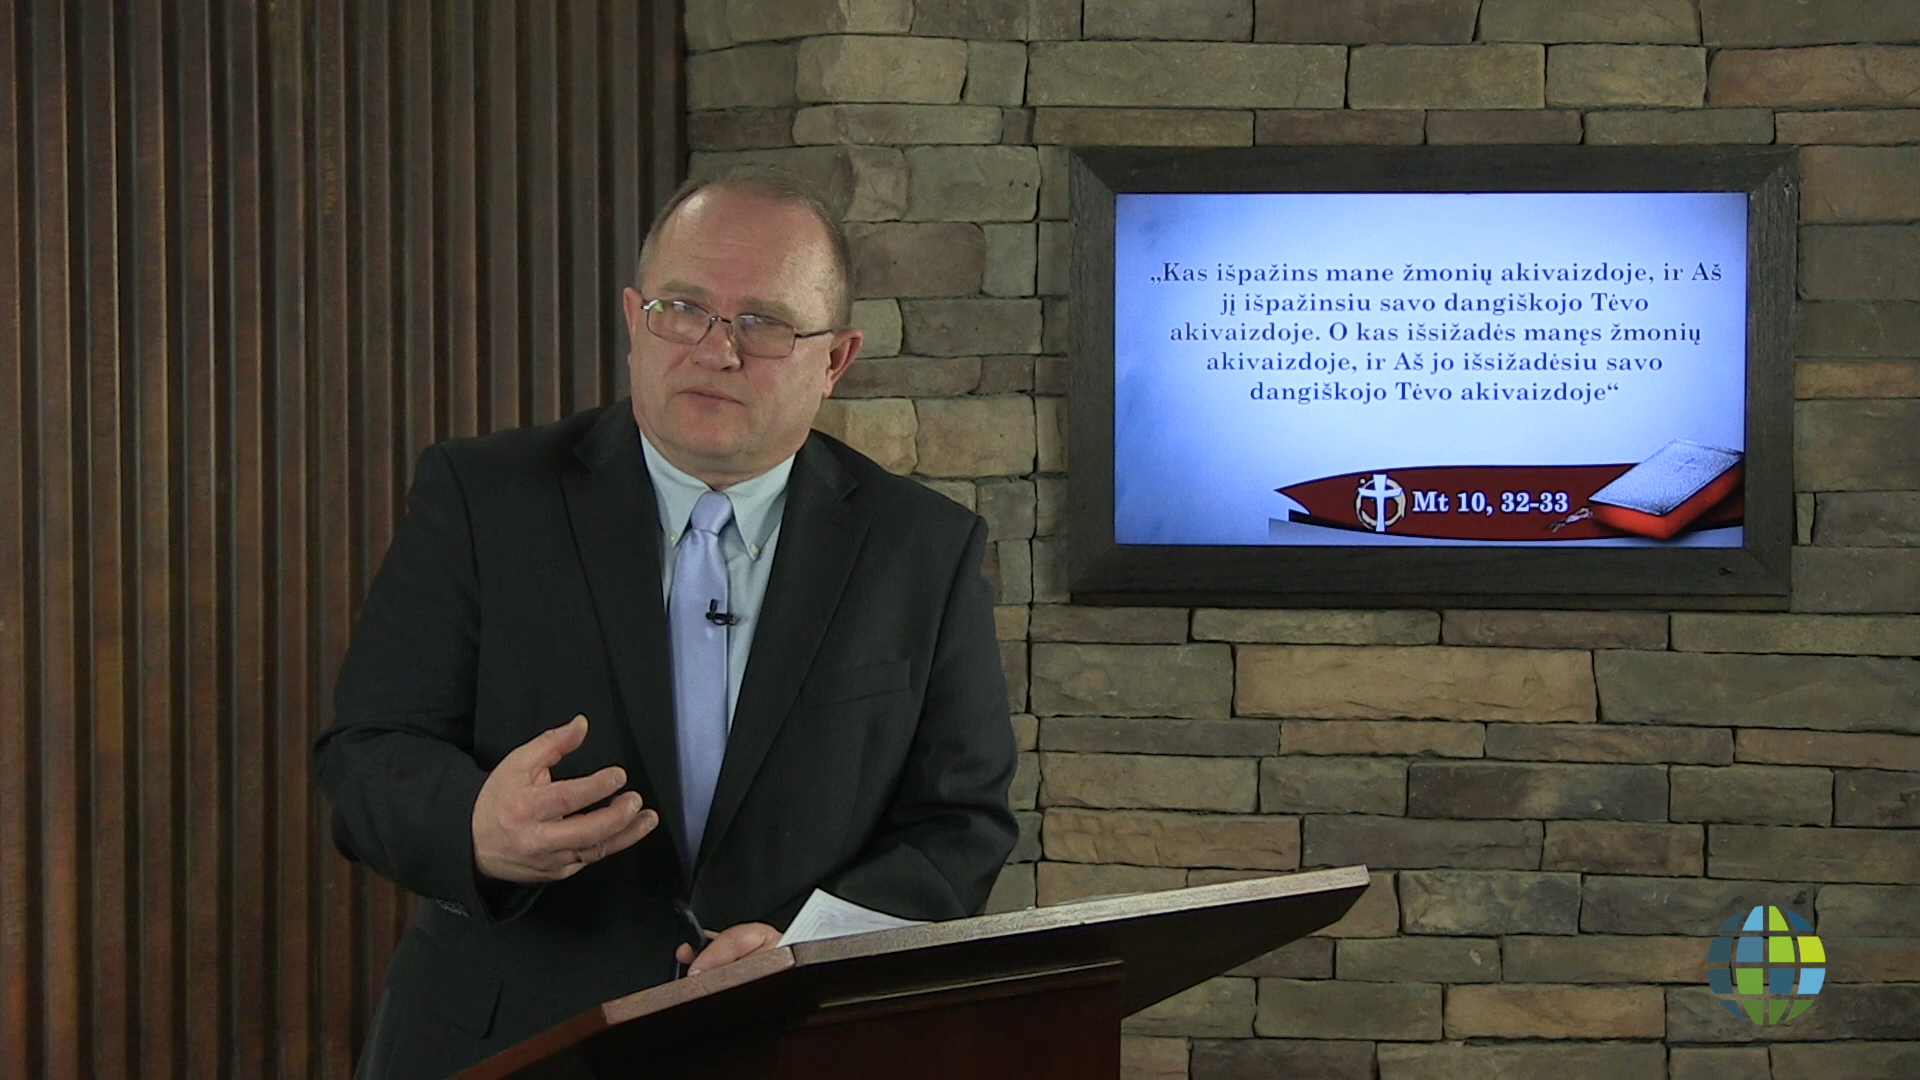 „Kas išpažins mane žmonių akivaizdoje, ir Aš
jį išpažinsiu savo dangiškojo Tėvo
akivaizdoje. O kas išsižadės manęs žmonių
akivaizdoje, ir Aš jo išsižadėsiu savo
dangiškojo Tėvo akivaizdoje“
Mt 10, 32-33